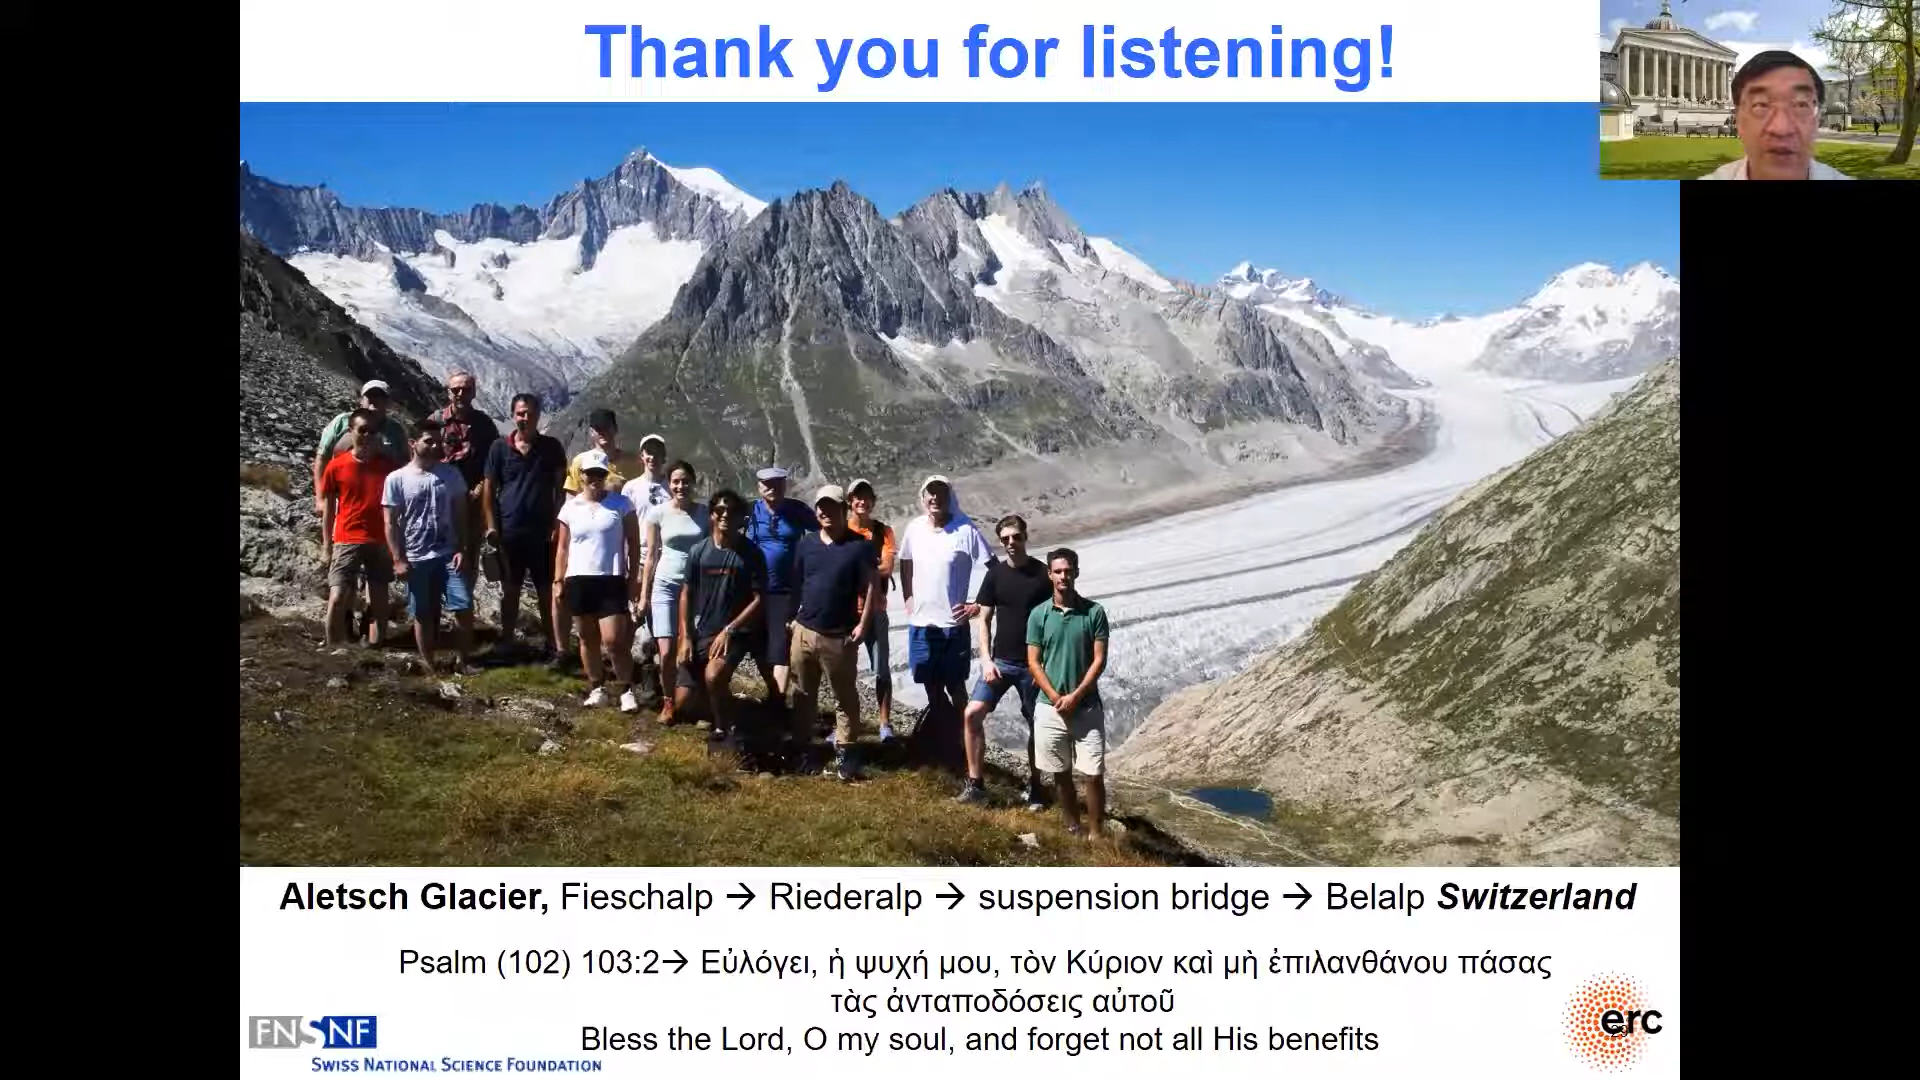 Thank you for listening!
Aletsch Glacier, Fieschalp → Riederalp → suspension bridge → Belalp Switzerland
Psalm (102) 103:2→ Εὐλόγει, ἡ ψυχή μου, τὸν Κύριον καὶ μὴ ἐπιλανθάνου πάσας
τὰς ἀνταποδόσεις αὐτοῦ
Bless the Lord, O my soul, and forget not all His benefits
FNSNF
SWISS NATIONAL SCIENCE FOUNDATION
erc